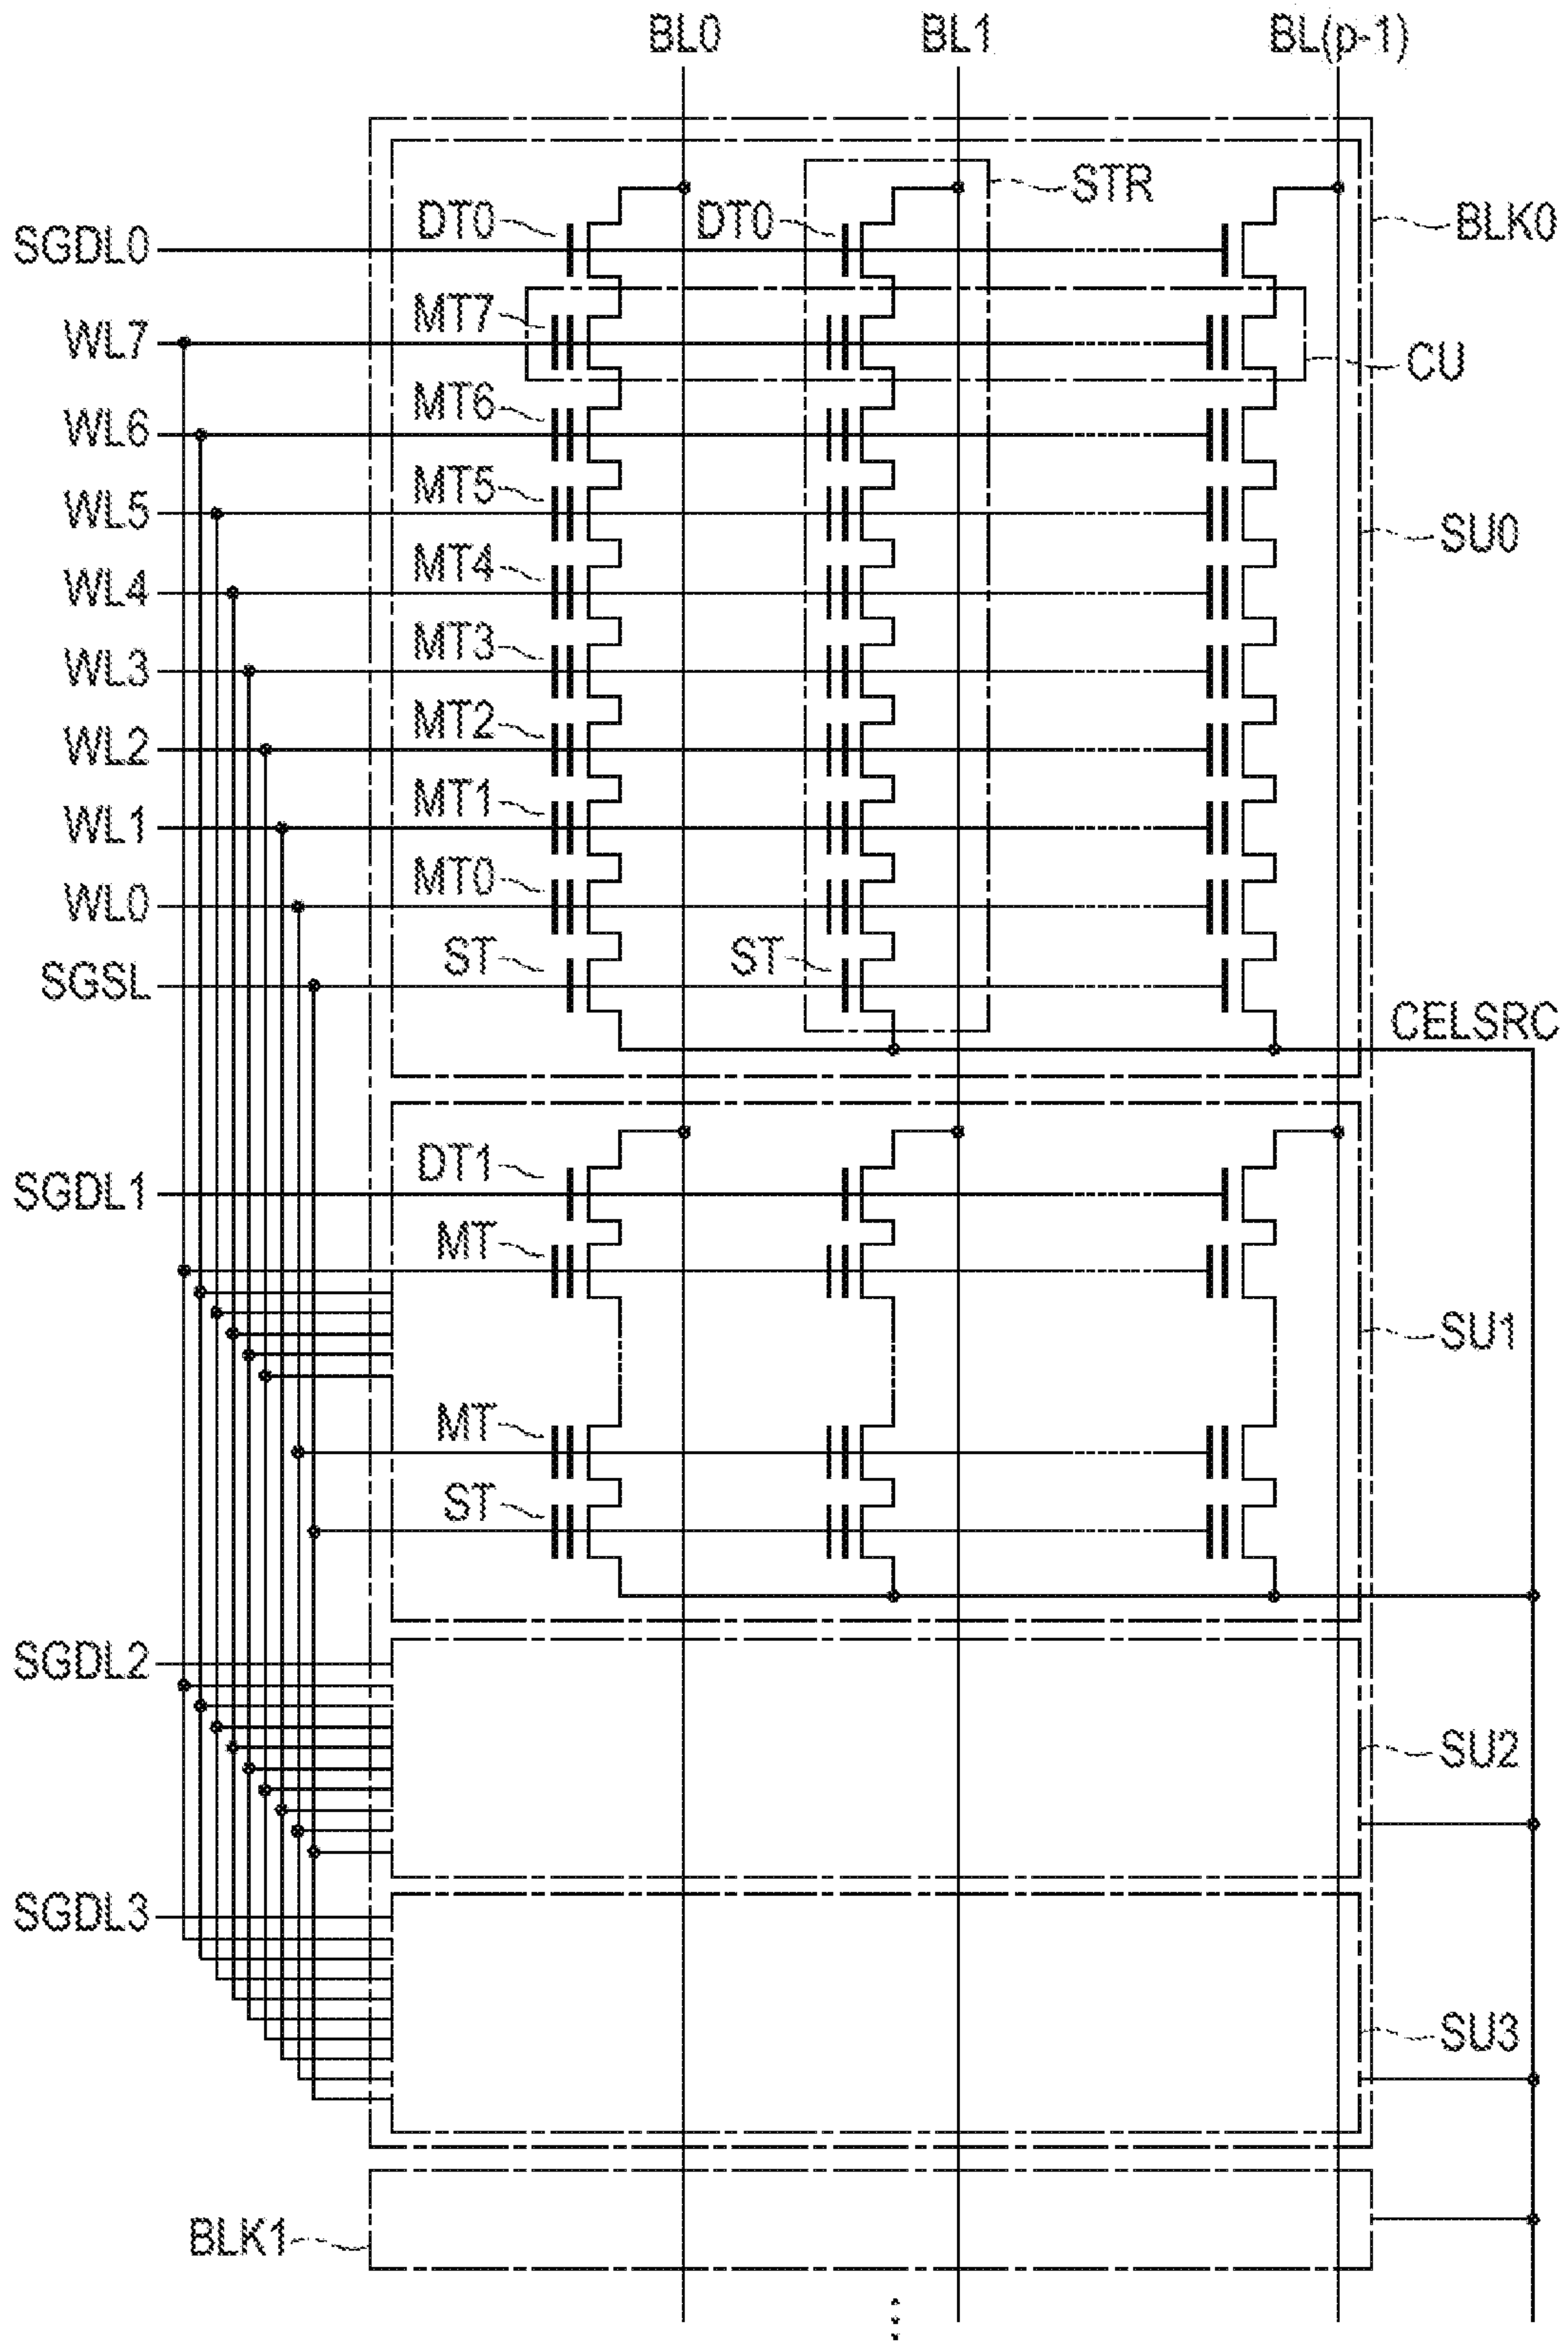 BL0 BL1 BL(p-1)
STR
DT0 DT0 BLK0
SGDL0
MT7
WL7 CU
MT6
WL6
MT5
WL5 SU0
MT4
WL4
MT3
WL3
MT2
WL2
MT1
WL1
MT0
WL0
ST ST
SGSL
CELSRC
DT1
SGDL1
MT
SU1
MT
ST
SGDL2
SU2
SGDL3
SU3
BLK1